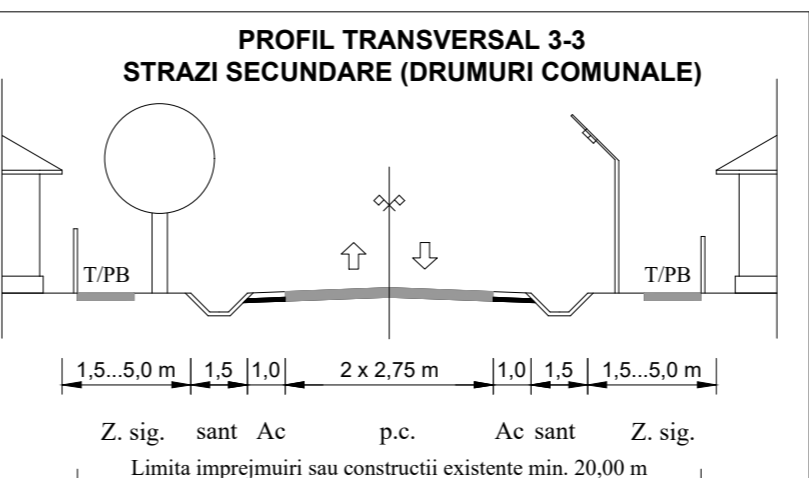 PROFIL TRANSVERSAL 3-3
STRAZI SECUNDARE (DRUMURI COMUNALE)
T/PB T/PB
1,5...5,0 m 1,5 1,0 2 x 2,75 m 1,0 1,5 1,5...5,0 m
Z. sig. sant Ac p.c. Ac sant Z. sig.
Limita imprejmuiri sau constructii existente min. 20,00 m